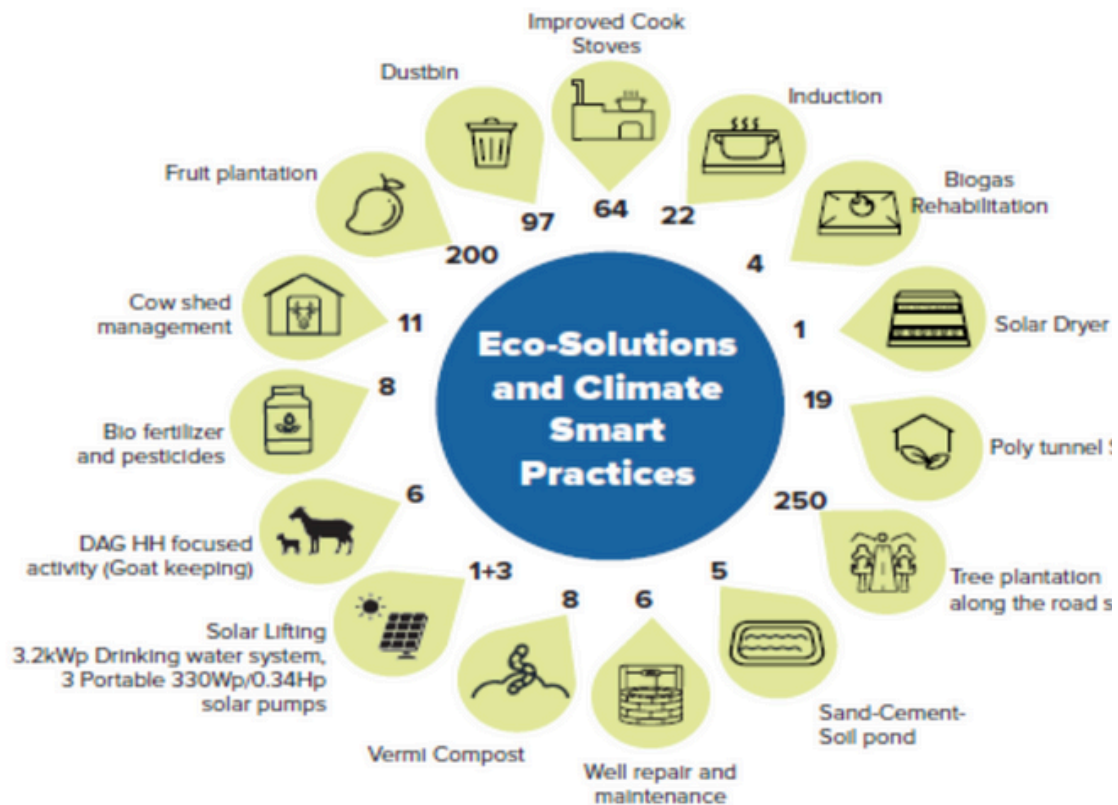 Improved Cook
Stoves
64
Induction
22
Biogas
Rehabilitation
4
Solar Dryer
1
19
Poly tunnel S
250
Tree plantation
along the road s
5
Sand-Cement-
Soil pond
6
Well repair and
maintenance
8
Vermi Compost
1+3
Solar Lifting
3.2kWp Drinking water system,
3 Portable 330Wp/0.34Hp
solar pumps
6
DAG HH focused
activity (Goat keeping)
8
Bio fertilizer
and pesticides
11
Cow shed
management
200
Fruit plantation
97
Dustbin
Eco-Solutions
and Climate
Smart
Practices